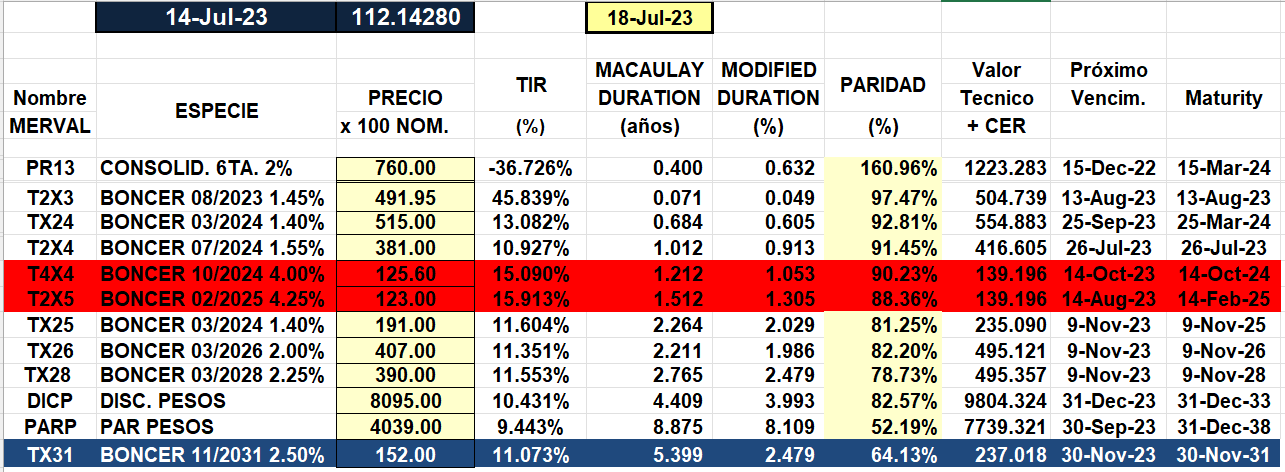 14-Jul-23 112.14280 18-Jul-23
MACAULAY MODIFIED Valor Próximo
TIR PARIDAD
Nombre PRECIO DURATION DURATION Tecnico Vencim. Maturity
ESPECIE
MERVAL x 100 NOM. (%) (años) (%) (%) + CER
PR13 CONSOLID. 6TA. 2% 760.00 -36.726% 0.400 0.632 160.96% 1223.283 15-Dec-22 15-Mar-24
T2X3 BONCER 08/2023 1.45% 491.95 45.839% 0.071 0.049 97.47% 504.739 13-Aug-23 13-Aug-23
TX24 BONCER 03/2024 1.40% 515.00 13.082% 0.684 0.605 92.81% 554.883 25-Sep-23 25-Mar-24
T2X4 BONCER 07/2024 1.55% 381.00 10.927% 1.012 0.913 91.45% 416.605 26-Jul-23 26-Jul-23
T4X4 BONCER 10/2024 4.00% 125.60 15.090% 1.212 1.053 90.23% 139.196 14-Oct-23 14-Oct-24
T2X5 BONCER 02/2025 4.25% 123.00 15.913% 1.512 1.305 88.36% 139.196 14-Aug-23 14-Feb-25
TX25 BONCER 03/2024 1.40% 191.00 11.604% 2.264 2.029 81.25% 235.090 9-Nov-23 9-Nov-25
TX26 BONCER 03/2026 2.00% 407.00 11.351% 2.211 1.986 82.20% 495.121 9-Nov-23 9-Nov-26
TX28 BONCER 03/2028 2.25% 390.00 11.553% 2.765 2.479 78.73% 495.357 9-Nov-23 9-Nov-28
DICP DISC. PESOS 8095.00 10.431% 4.409 3.993 82.57% 9804.324 31-Dec-23 31-Dec-33
PARP PAR PESOS 4039.00 9.443% 8.875 8.109 52.19% 7739.321 30-Sep-23 31-Dec-38
TX31 BONCER 11/2031 2.50% 152.00 11.073% 5.399 2.479 64.13% 237.018 30-Nov-23 30-Nov-31